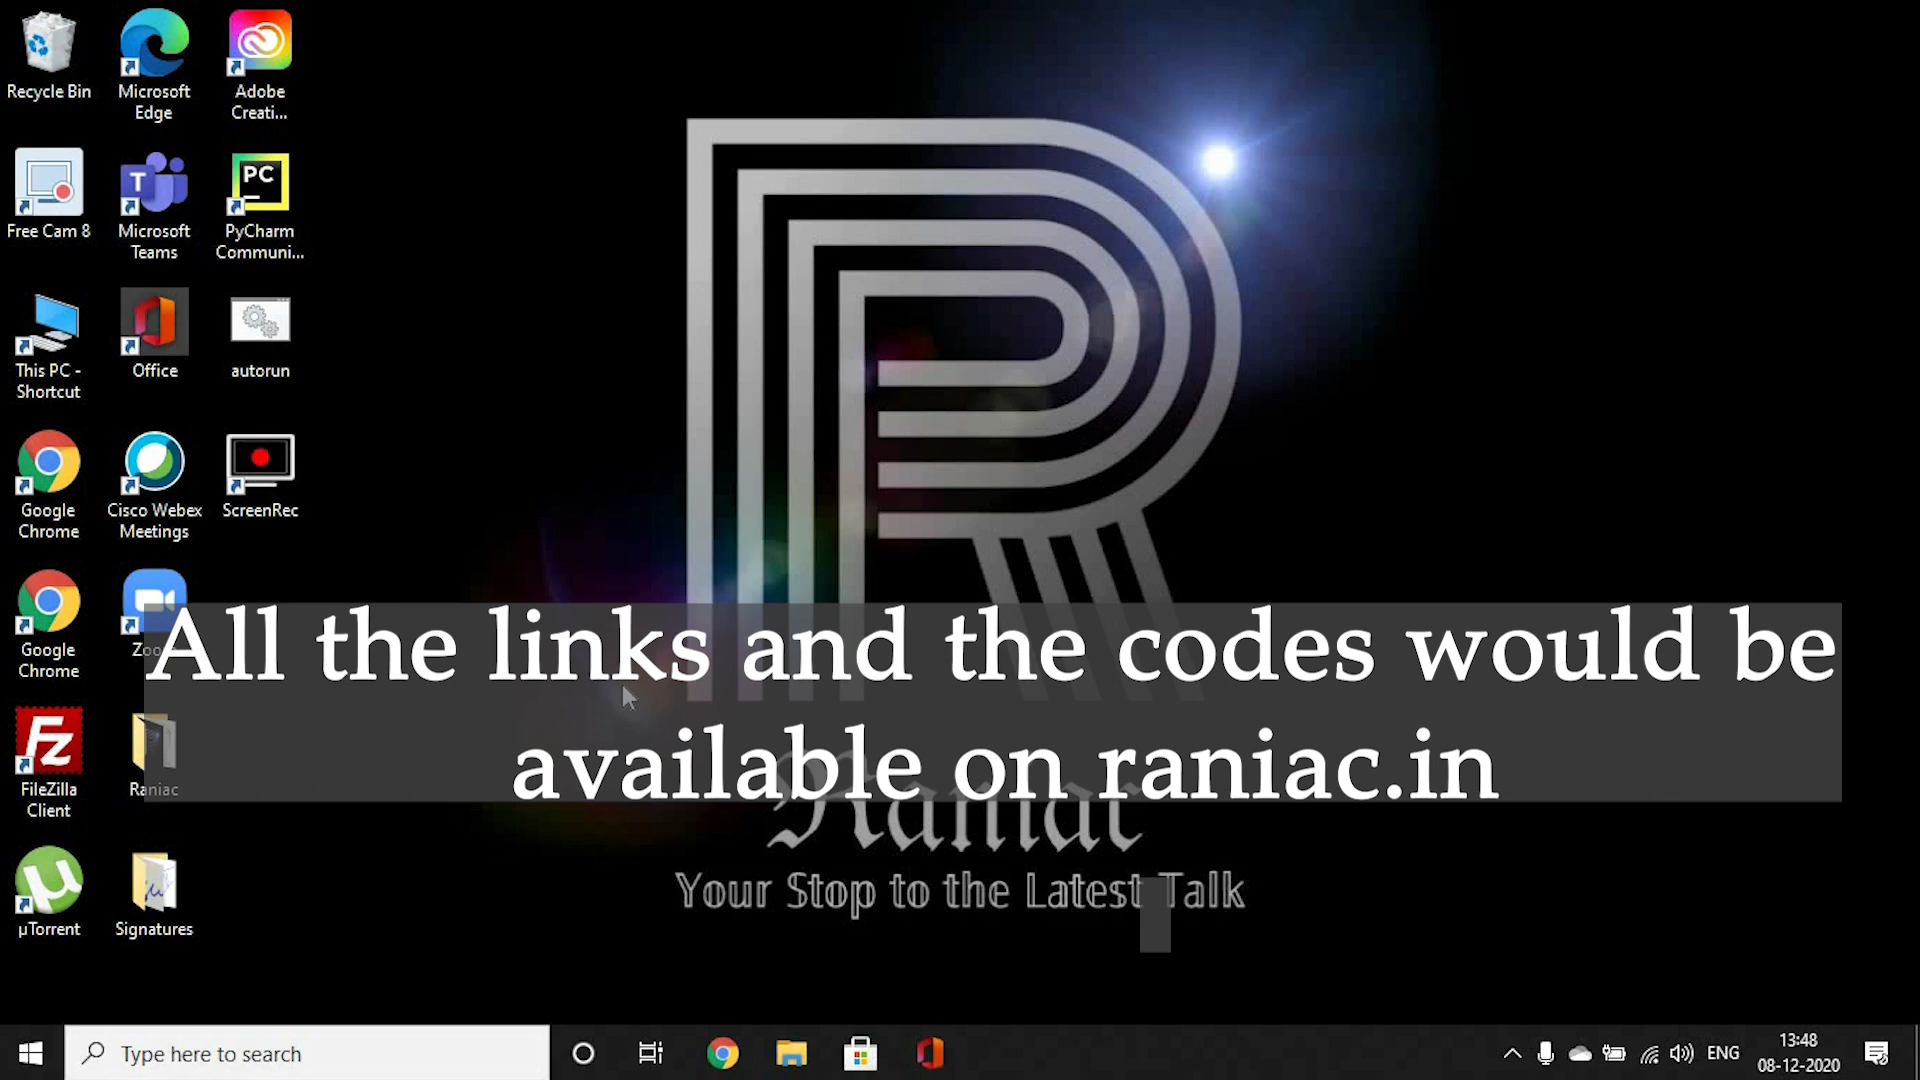 Recycle Bin
Microsoft
Edge
Adobe
Creati...
Free Cam 8
Microsoft
Teams
PC
PyCharm
Communi...
This PC -
Shortcut
Office
autorun
Google
Chrome
Cisco Webex
Meetings
ScreenRec
Google
Chrome
All the links and the codes would be
available on raniac.in
FileZilla
Client
Raniac
Raniac
Your Stop to the Latest Talk
µTorrent
Signatures
Type here to search
ENG
13:48
08-12-2020